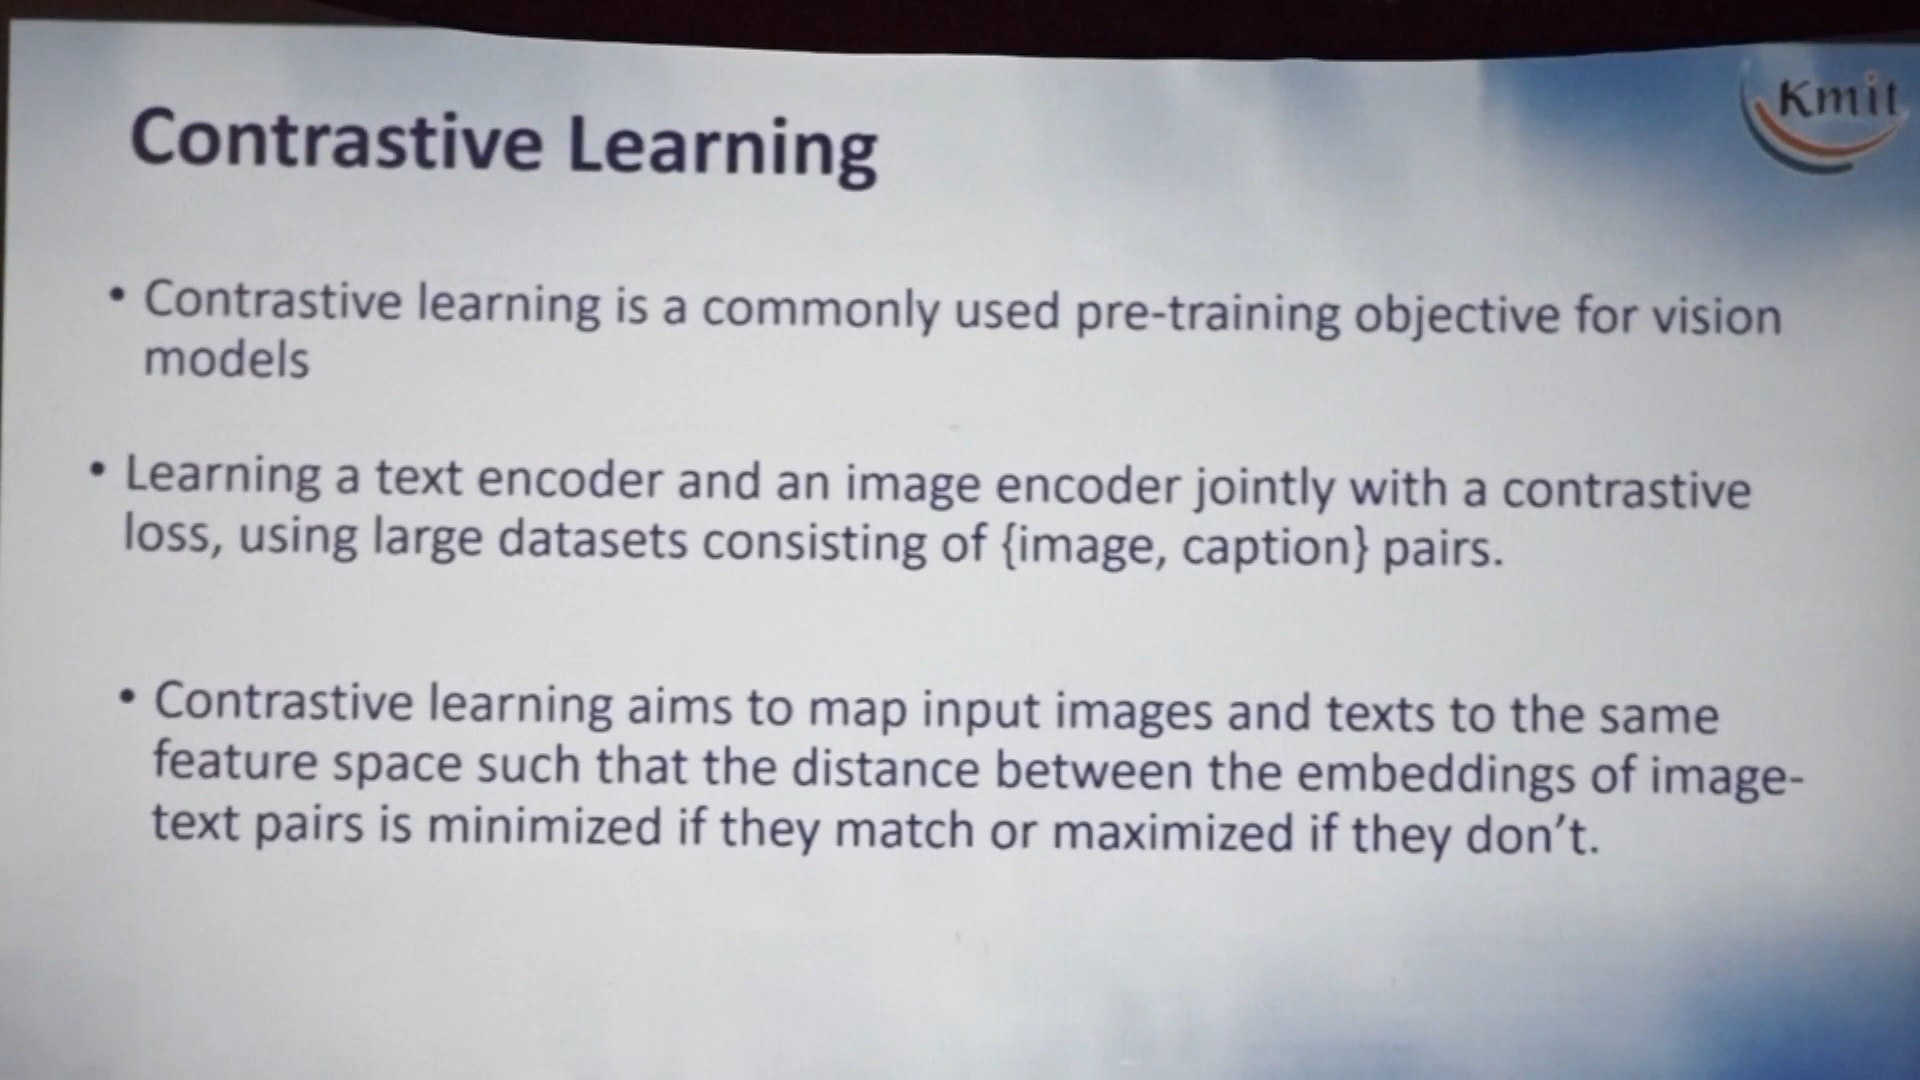 Kmit
Contrastive Learning
• Contrastive learning is a commonly used pre-training objective for vision
models
• Learning a text encoder and an image encoder jointly with a contrastive
loss, using large datasets consisting of {image, caption} pairs.
• Contrastive learning aims to map input images and texts to the same
feature space such that the distance between the embeddings of image-
text pairs is minimized if they match or maximized if they don’t.